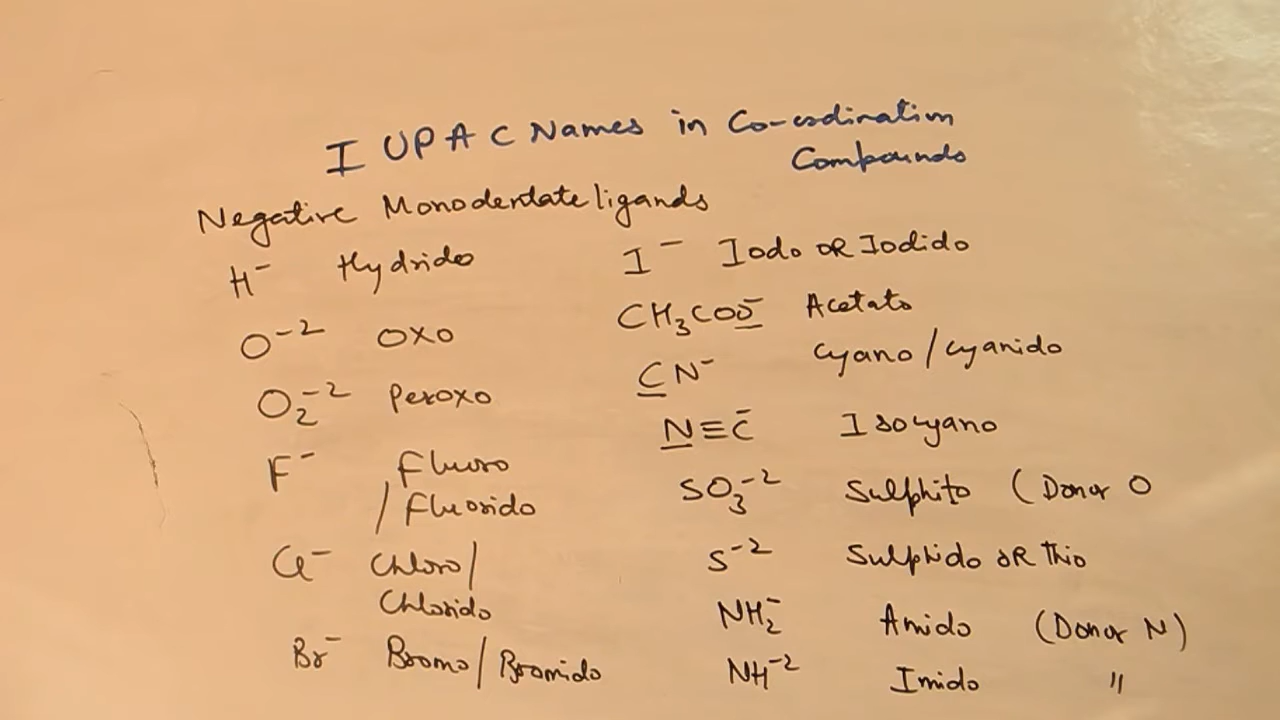 IUPAC Names in Co-ordination
Compounds
Negative Monodentate ligands
H⁻ Hydrido
O⁻² Oxo
O₂⁻² Peroxo
F⁻ Fluoro
/ Fluorido
Cl⁻ Chloro/
Chlorido
Br⁻ Bromo/Bromido
I⁻ Iodo OR Iodido
CH₃COO⁻ Acetato
CN⁻ Cyano/Cyanido
N≡C⁻ Isocyano
SO₃⁻² Sulphito (Donor O
S⁻² Sulphido OR Thio
NH₂⁻ Amido (Donor N)
NH⁻² Imido "